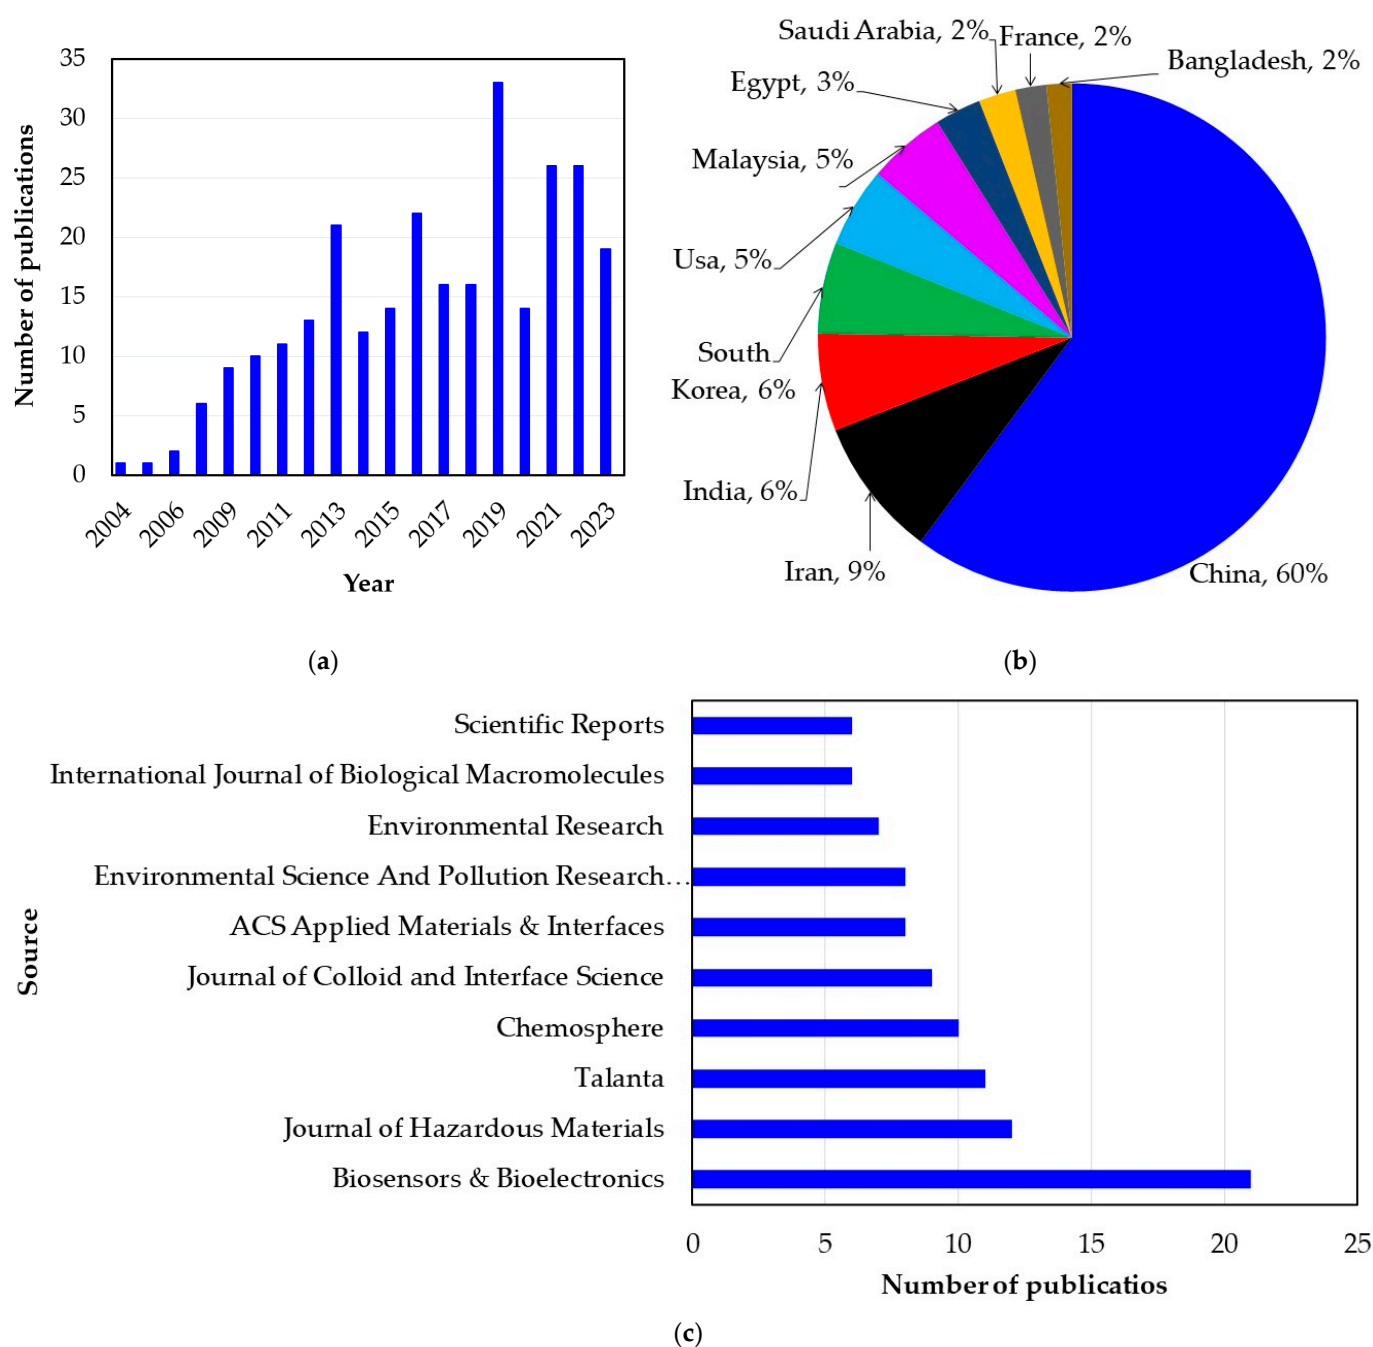 35
30
25
20
15
10
5
0
Number of publications
2004
2006
2009
2011
2013
2015
2017
2019
2021
2023
Year
(a)
Saudi Arabia, 2%
France, 2%
Bangladesh, 2%
Egypt, 3%
Malaysia, 5%
Usa, 5%
South
Korea, 6%
India, 6%
Iran, 9%
China, 60%
(b)
Source
Scientific Reports
International Journal of Biological Macromolecules
Environmental Research
Environmental Science And Pollution Research…
ACS Applied Materials & Interfaces
Journal of Colloid and Interface Science
Chemosphere
Talanta
Journal of Hazardous Materials
Biosensors & Bioelectronics
0
5
10
15
20
25
Number of publicatios
(c)